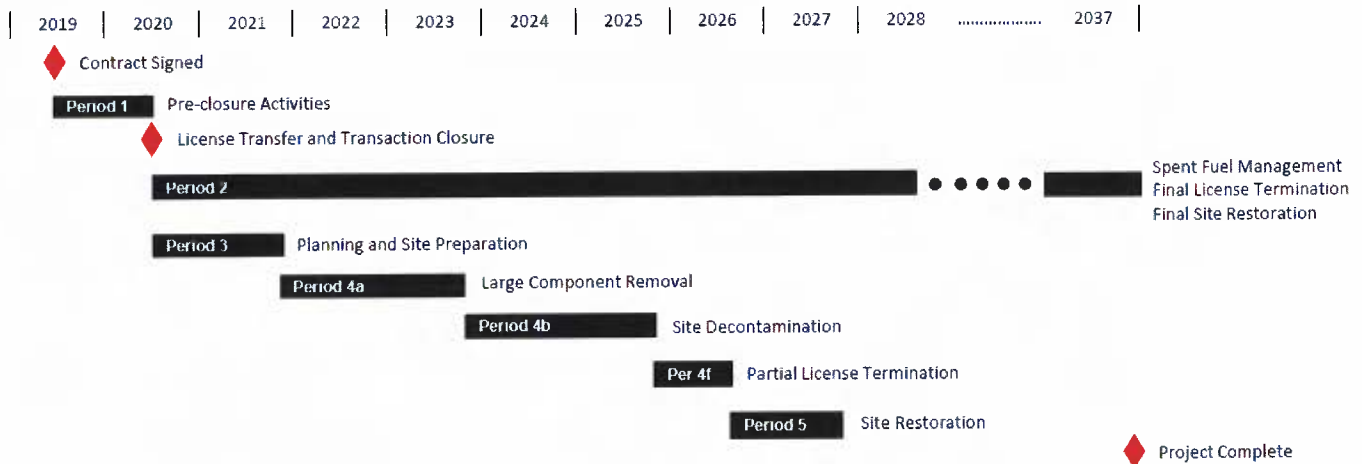 2019 2020 2021 2022 2023 2024 2025 2026 2027 2028 ................... 2037
Contract Signed
Period 1 Pre-closure Activities
License Transfer and Transaction Closure
Period 2
Spent Fuel Management
Final License Termination
Final Site Restoration
Period 3 Planning and Site Preparation
Period 4a Large Component Removal
Period 4b Site Decontamination
Per 4f Partial License Termination
Period 5 Site Restoration
Project Complete